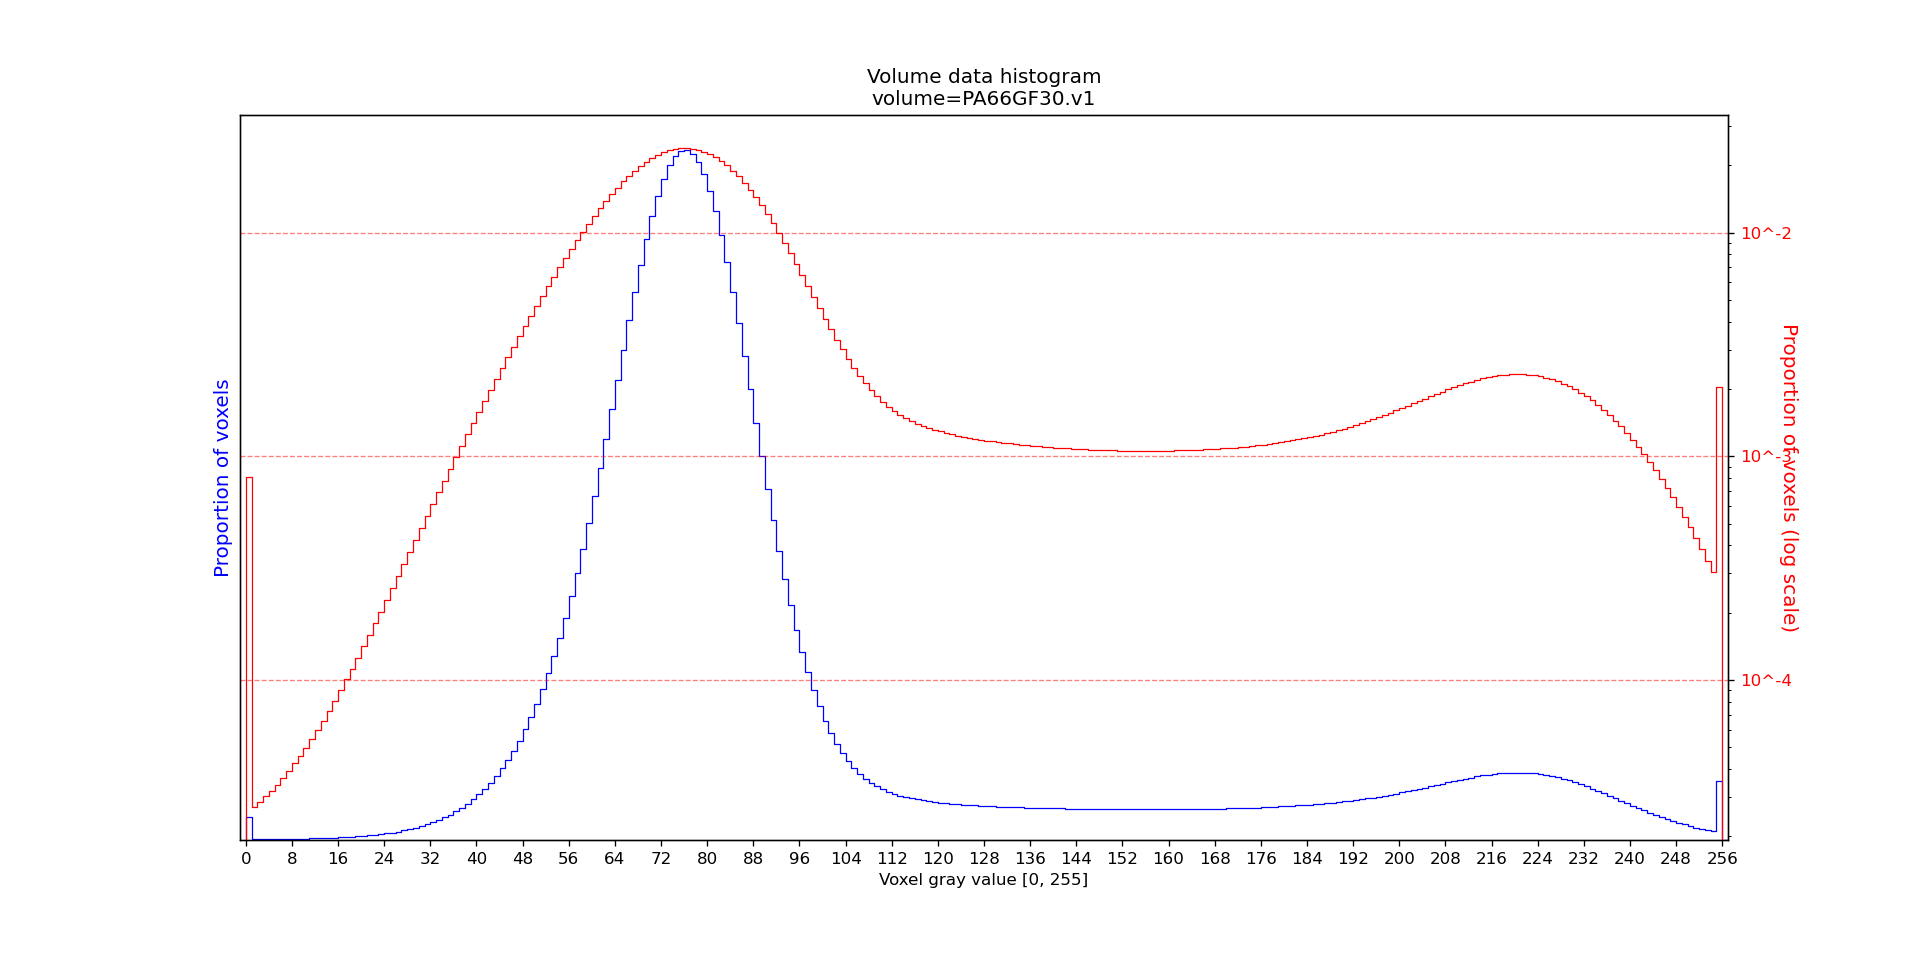 Volume data histogram
volume=PA66GF30.v1
Proportion of voxels
10^-2
10^-3
10^-4
Proportion of voxels (log scale)
0 8 16 24 32 40 48 56 64 72 80 88 96 104 112 120 128 136 144 152 160 168 176 184 192 200 208 216 224 232 240 248 256
Voxel gray value [0, 255]